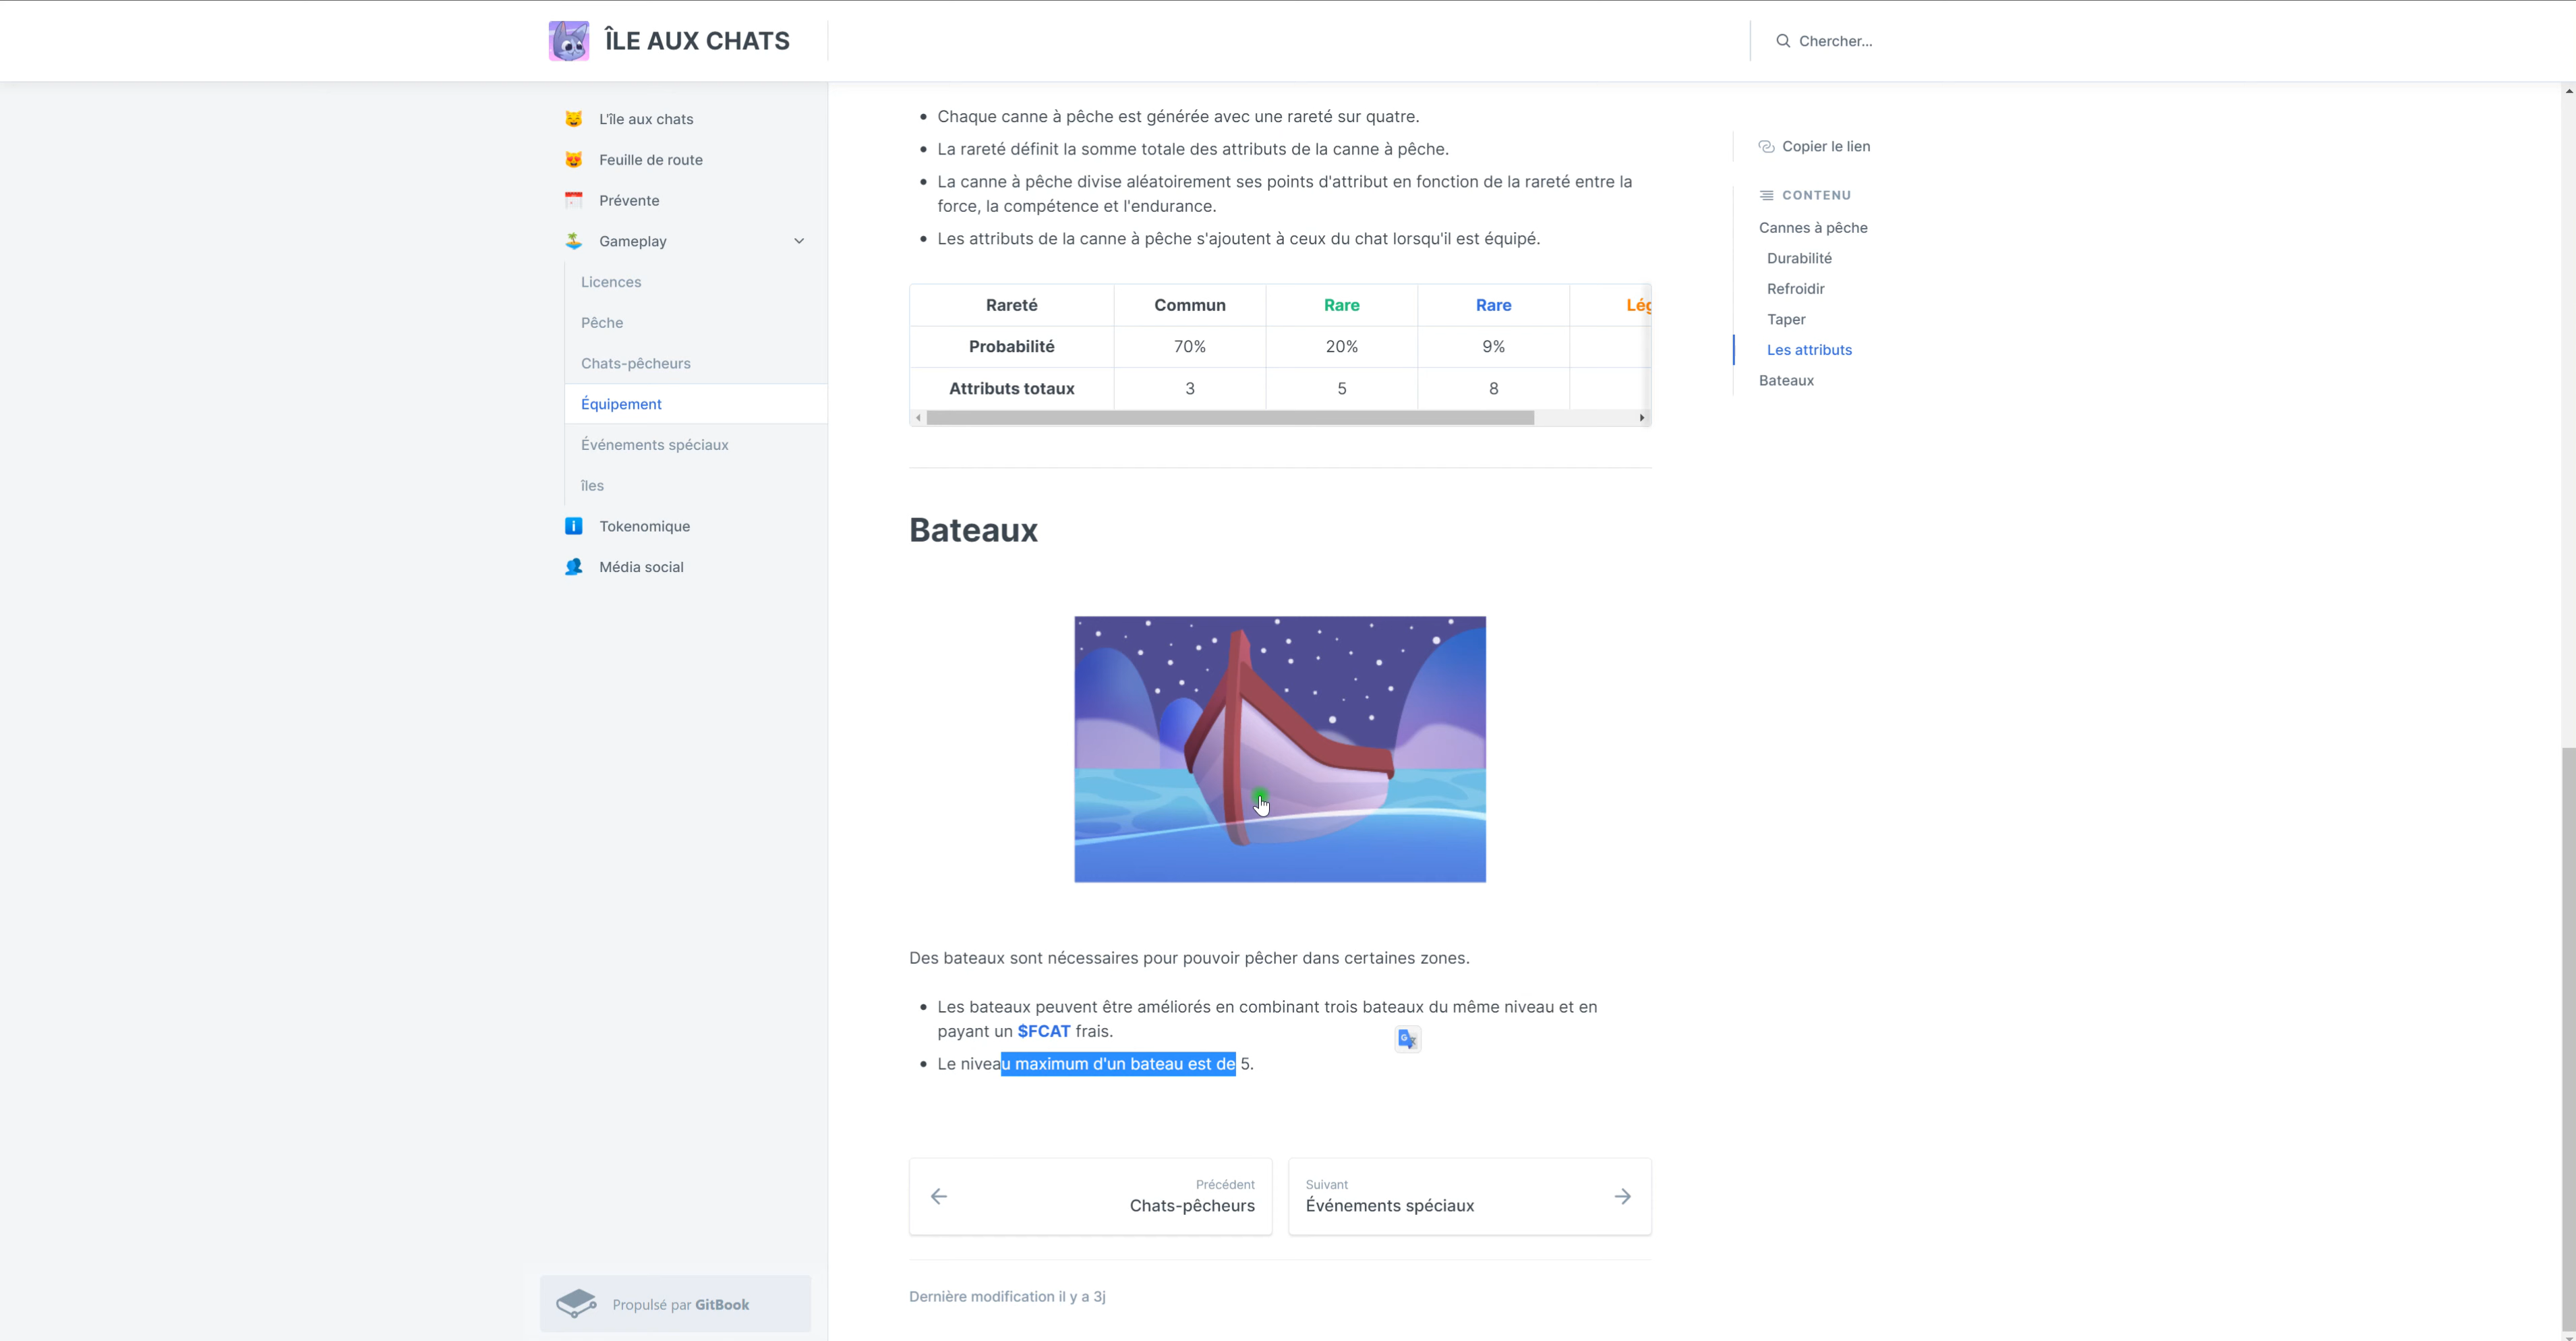 ÎLE AUX CHATS
Chercher...
L'île aux chats
Feuille de route
Prévente
Gameplay
Licences
Pêche
Chats-pêcheurs
Équipement
Événements spéciaux
îles
Tokenomique
Média social
Propulsé par GitBook
Chaque canne à pêche est générée avec une rareté sur quatre.
La rareté définit la somme totale des attributs de la canne à pêche.
La canne à pêche divise aléatoirement ses points d'attribut en fonction de la rareté entre la
force, la compétence et l'endurance.
Les attributs de la canne à pêche s'ajoutent à ceux du chat lorsqu'il est équipé.
Rareté Commun Rare Rare
Probabilité 70% 20% 9%
Attributs totaux 3 5 8
Bateaux
Des bateaux sont nécessaires pour pouvoir pêcher dans certaines zones.
Les bateaux peuvent être améliorés en combinant trois bateaux du même niveau et en
payant un $FCAT frais.
Le niveau maximum d'un bateau est de 5.
Précédent
Chats-pêcheurs
Suivant
Événements spéciaux
Dernière modification il y a 3j
Copier le lien
CONTENU
Cannes à pêche
Durabilité
Refroidir
Taper
Les attributs
Bateaux